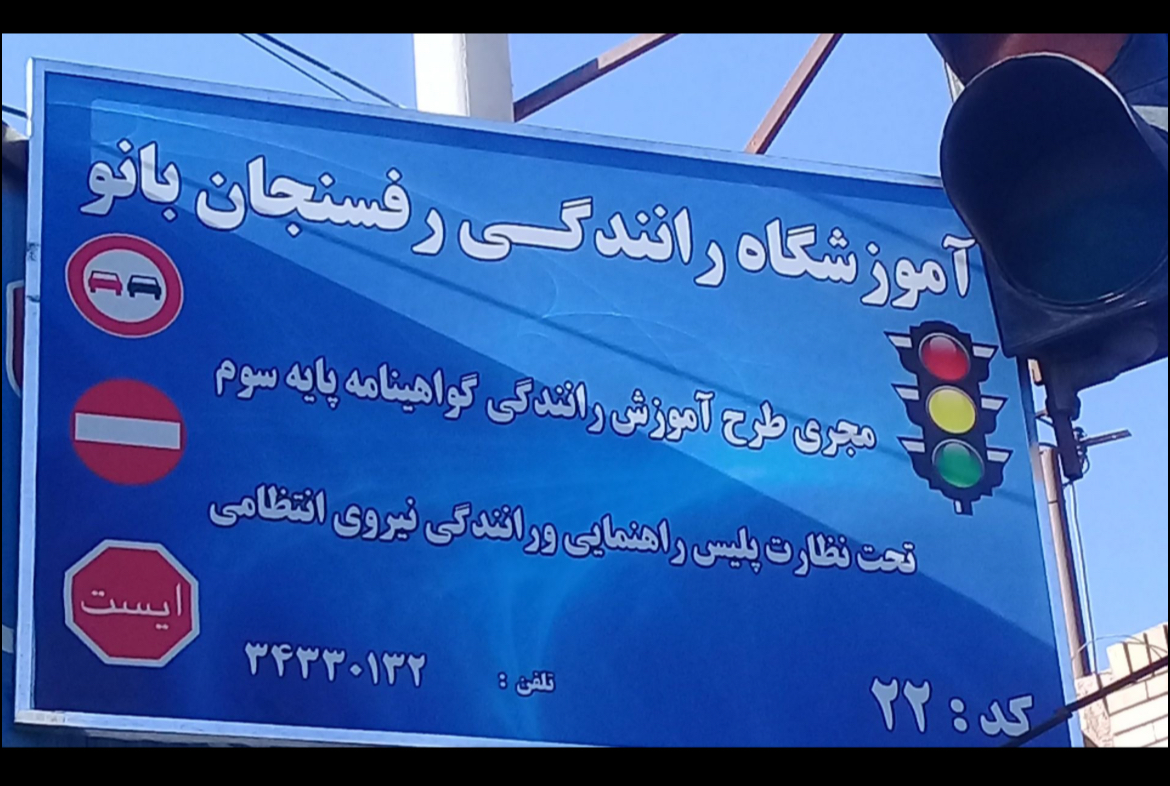 آموزشگاه رانندگی رفسنجان بانو
مجری طرح آموزش رانندگی گواهینامه پایه سوم
تحت نظارت پلیس راهنمایی ورانندگی نیروی انتظامی
ایست
تلفن : ۳۴۳۳۰۱۳۲
کد : ۲۲